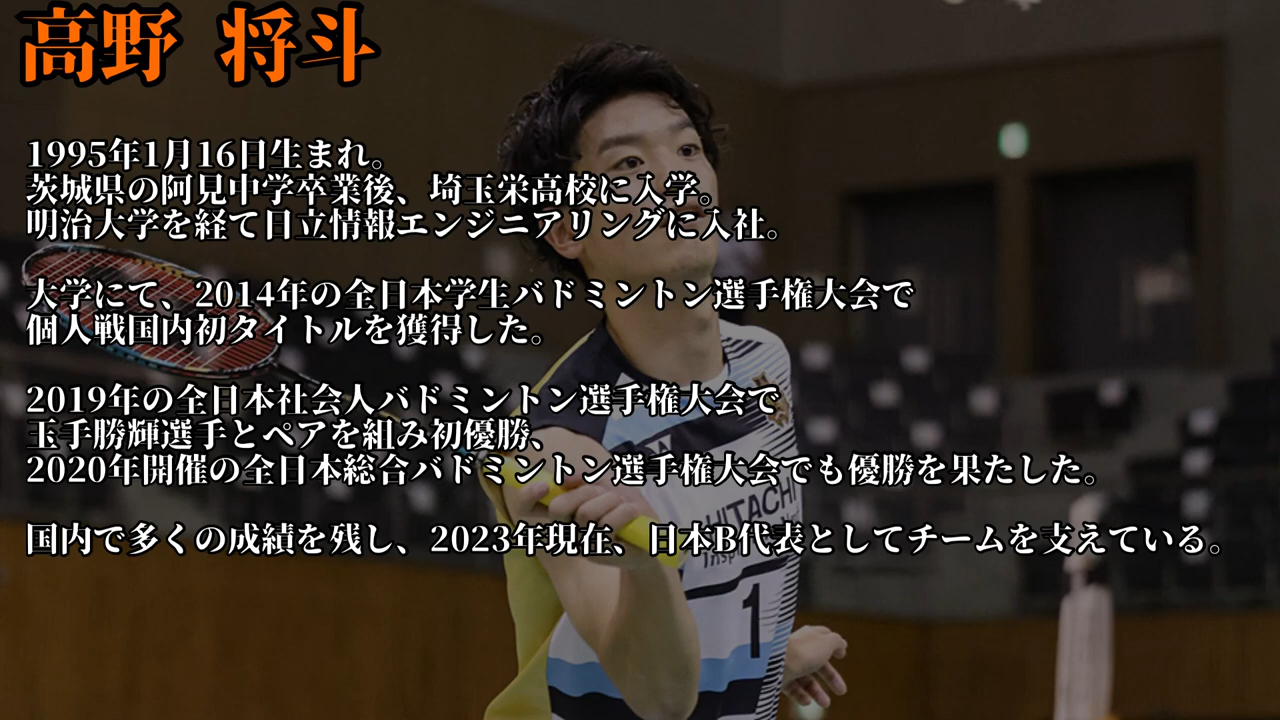 高野 将斗
1995年1月16日生まれ。
茨城県の阿見中学卒業後、埼玉栄高校に入学。
明治大学を経て日立情報エンジニアリングに入社。
大学にて、2014年の全日本学生バドミントン選手権大会で
個人戦国内初タイトルを獲得した。
2019年の全日本社会人バドミントン選手権大会で
玉手勝輝選手とペアを組み初優勝、
2020年開催の全日本総合バドミントン選手権大会でも優勝を果たした。
国内で多くの成績を残し、2023年現在、日本B代表としてチームを支えている。
HITACHI
1